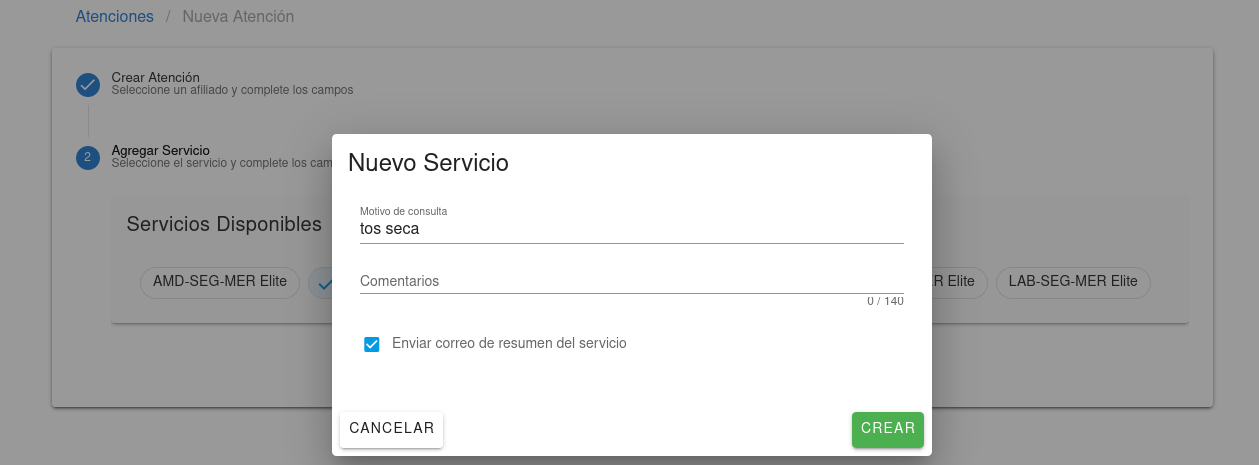 Atenciones / Nueva Atención
Crear Atención
Seleccione un afiliado y complete los campos
2
Agregar Servicio
Seleccione el servicio y complete los cam
Servicios Disponibles
AMD-SEG-MER Elite
R Elite
LAB-SEG-MER Elite
Nuevo Servicio
Motivo de consulta
tos seca
Comentarios
0 / 140
Enviar correo de resumen del servicio
CANCELAR
CREAR